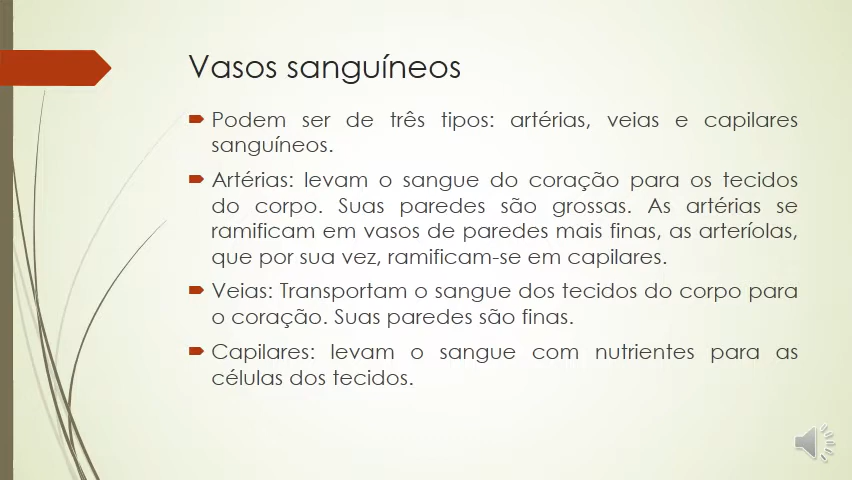 Vasos sanguíneos
Podem ser de três tipos: artérias, veias e capilares
sanguíneos.
Artérias: levam o sangue do coração para os tecidos
do corpo. Suas paredes são grossas. As artérias se
ramificam em vasos de paredes mais finas, as arteríolas,
que por sua vez, ramificam-se em capilares.
Veias: Transportam o sangue dos tecidos do corpo para
o coração. Suas paredes são finas.
Capilares: levam o sangue com nutrientes para as
células dos tecidos.